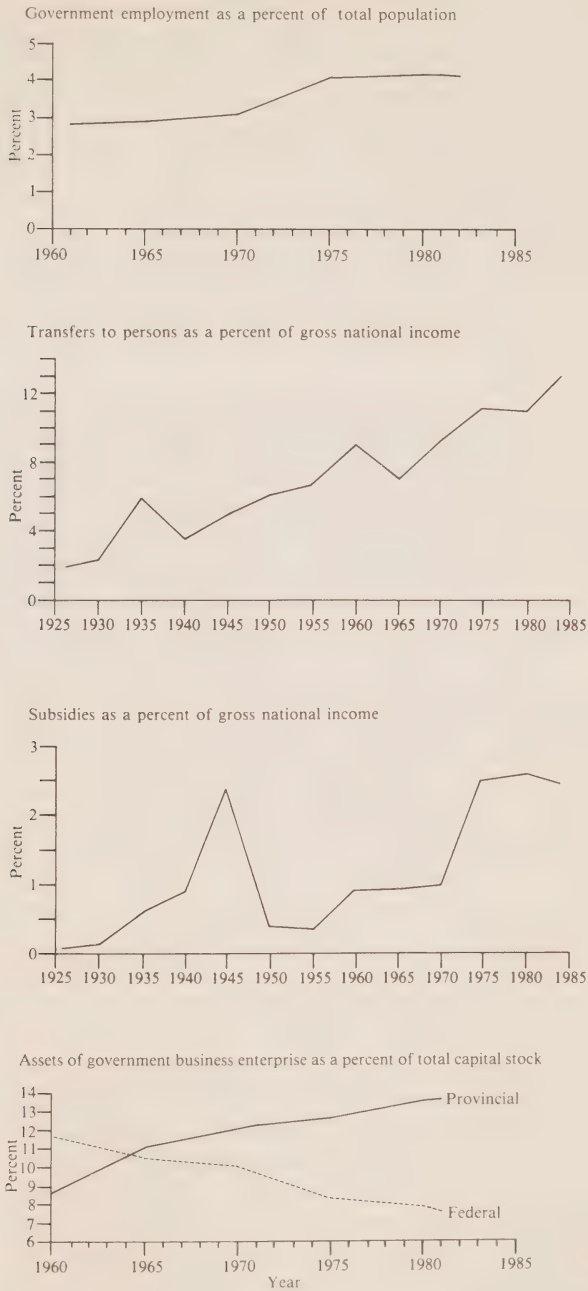 Government employment as a percent of total population
5
4
3
2
1
0
Percent
1960 1965 1970 1975 1980 1985
Transfers to persons as a percent of gross national income
12
8
4
0
Percent
1925 1930 1935 1940 1945 1950 1955 1960 1965 1970 1975 1980 1985
Subsidies as a percent of gross national income
3
2
1
0
Percent
1925 1930 1935 1940 1945 1950 1955 1960 1965 1970 1975 1980 1985
Assets of government business enterprise as a percent of total capital stock
14
13
12
11
10
9
8
7
6
Percent
Provincial
Federal
1960 1965 1970 1975 1980 1985
Year